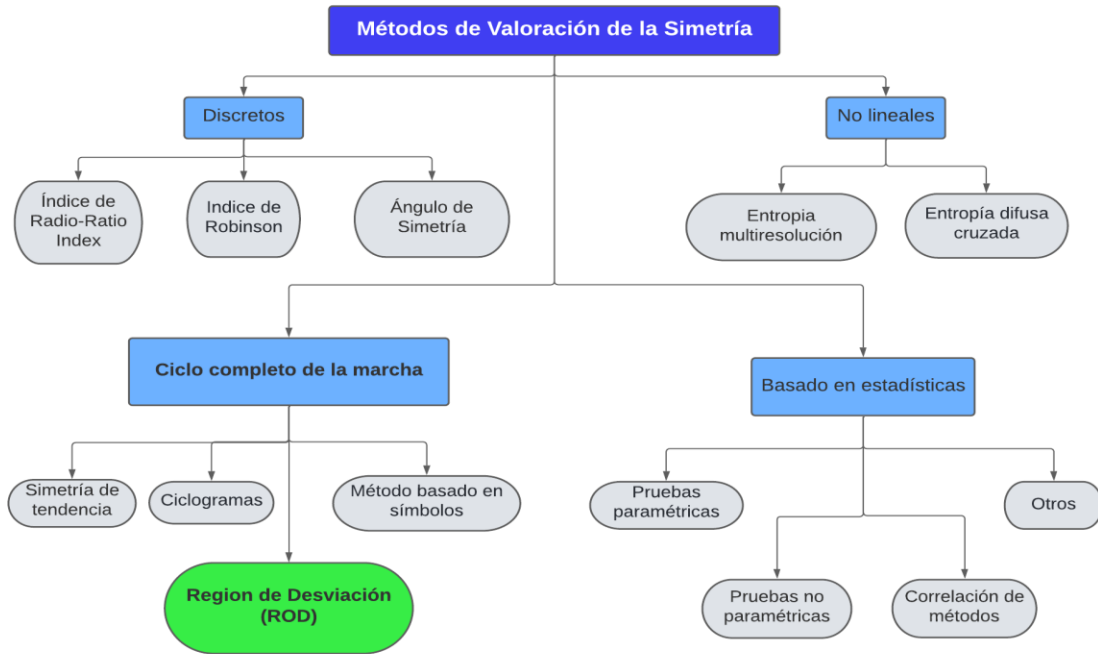 Métodos de Valoración de la Simetría
Discretos
No lineales
Índice de
Radio-Ratio
Index
Indice de
Robinson
Ángulo de
Simetría
Entropia
multiresolución
Entropía difusa
cruzada
Ciclo completo de la marcha
Basado en estadísticas
Simetría de
tendencia
Ciclogramas
Método basado en
símbolos
Pruebas
paramétricas
Otros
Region de Desviación
(ROD)
Pruebas no
paramétricas
Correlación de
métodos